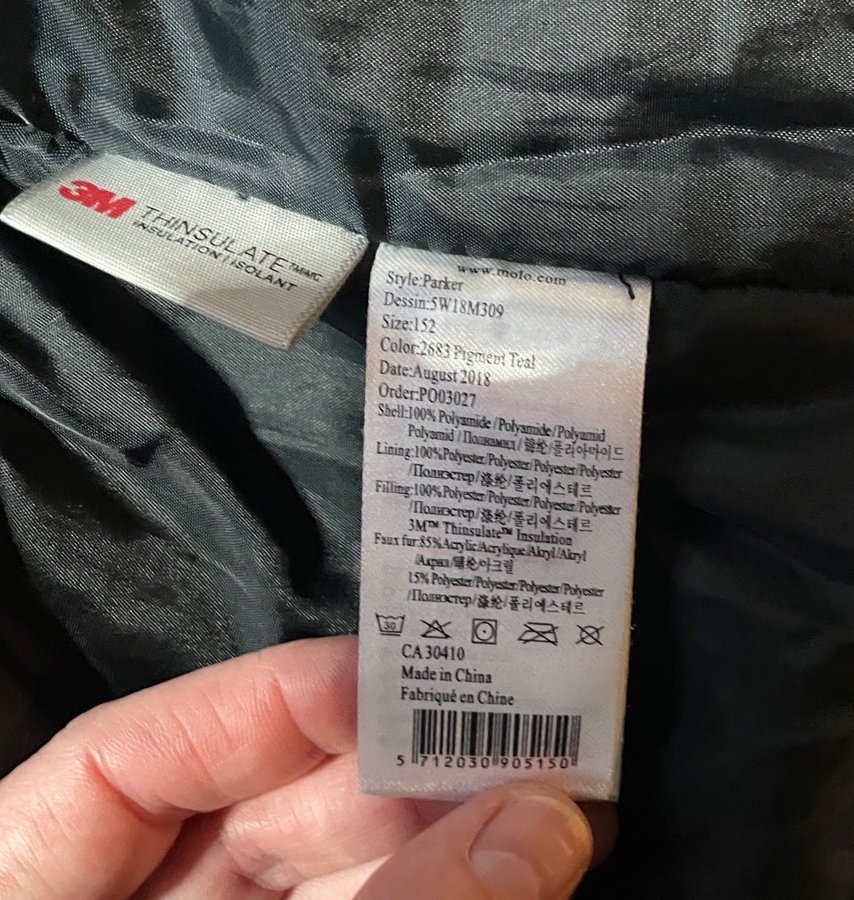 3M THINSULATE™/MC
INSULATION | ISOLANT
www.molo.com
Style:Parker
Dessin:5W18M309
Size:152
Color:2683 Pigment Teal
Date:August 2018
Order:PO03027
Shell:100% Polyamide/Polyamide/Polyamid
Polyamid/Полиамид/锦纶/폴리아마이드
Lining:100%Polyester/Polyester/Polyester/Polyester
/Полиэстер/涤纶/폴리에스테르
Filling:100%Polyester/Polyester/Polyester/Polyester
/Полиэстер/涤纶/폴리에스테르
3M™ Thinsulate™ Insulation
Faux fur:85%Acrylic/Acrylique/Akryl/Akryl
/Акрил/腈纶/아크릴
15% Polyester/Polyester/Polyester/Polyester
/Полиэстер/涤纶/폴리에스테르
30
CA 30410
Made in China
Fabriqué en Chine
5 712030 905150